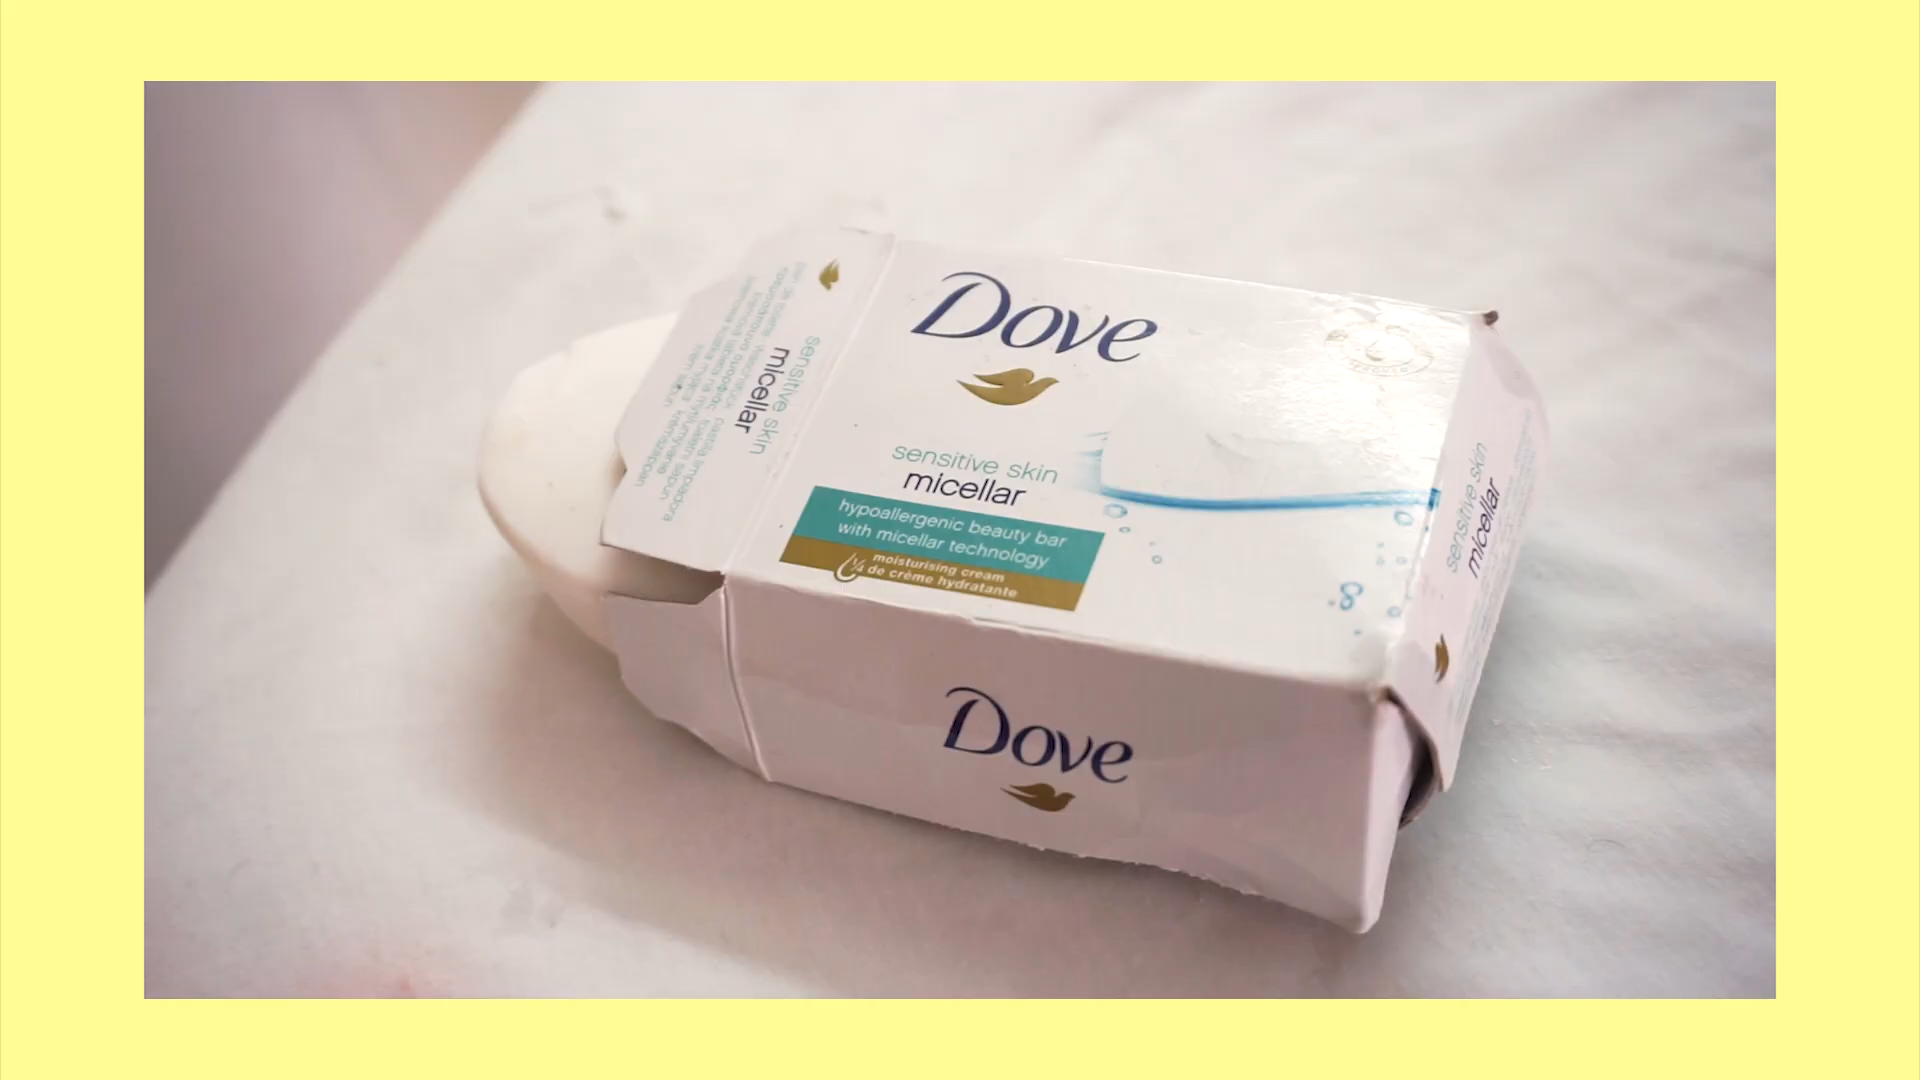 Dove
sensitive skin
micellar
hypoallergenic beauty bar
with micellar technology
1/4 moisturising cream
de crème hydratante
Dove
sensitive skin
micellar
sensitive skin
micellar